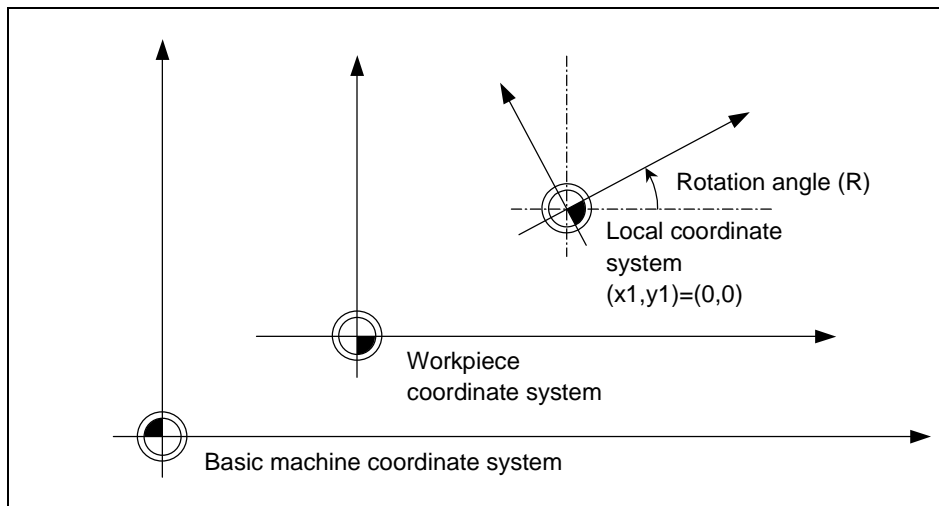 Rotation angle (R)
Local coordinate
system
(x1,y1)=(0,0)
Workpiece
coordinate system
Basic machine coordinate system